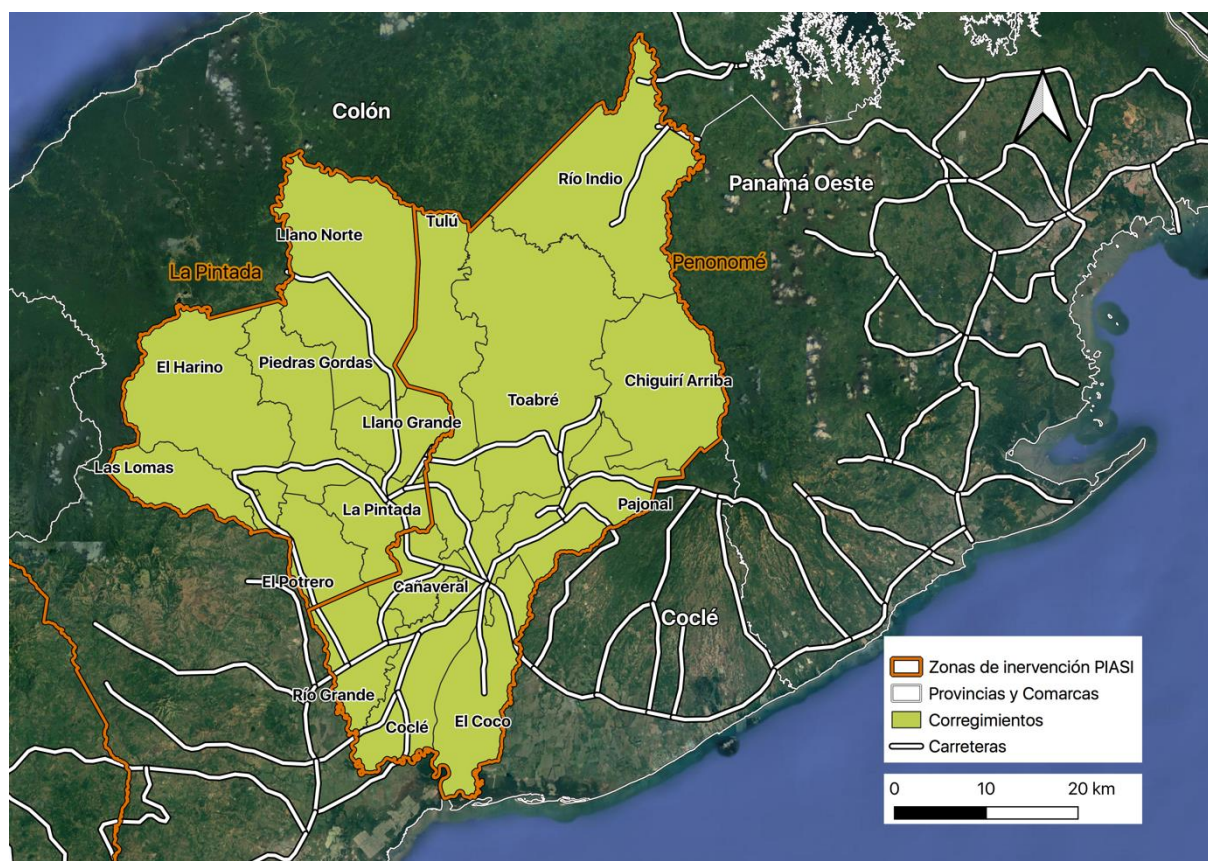 Colón
Río Indio
Panamá Oeste
Tulú
Llano Norte
La Pintada
Penonomé
El Harino
Piedras Gordas
Chiguirí Arriba
Toabré
Llano Grande
Las Lomas
La Pintada
Pajonal
El Potrero
Cañaveral
Coclé
Río Grande
Coclé
El Coco
Zonas de inervención PIASI
Provincias y Comarcas
Corregimientos
Carreteras
0 10 20 km